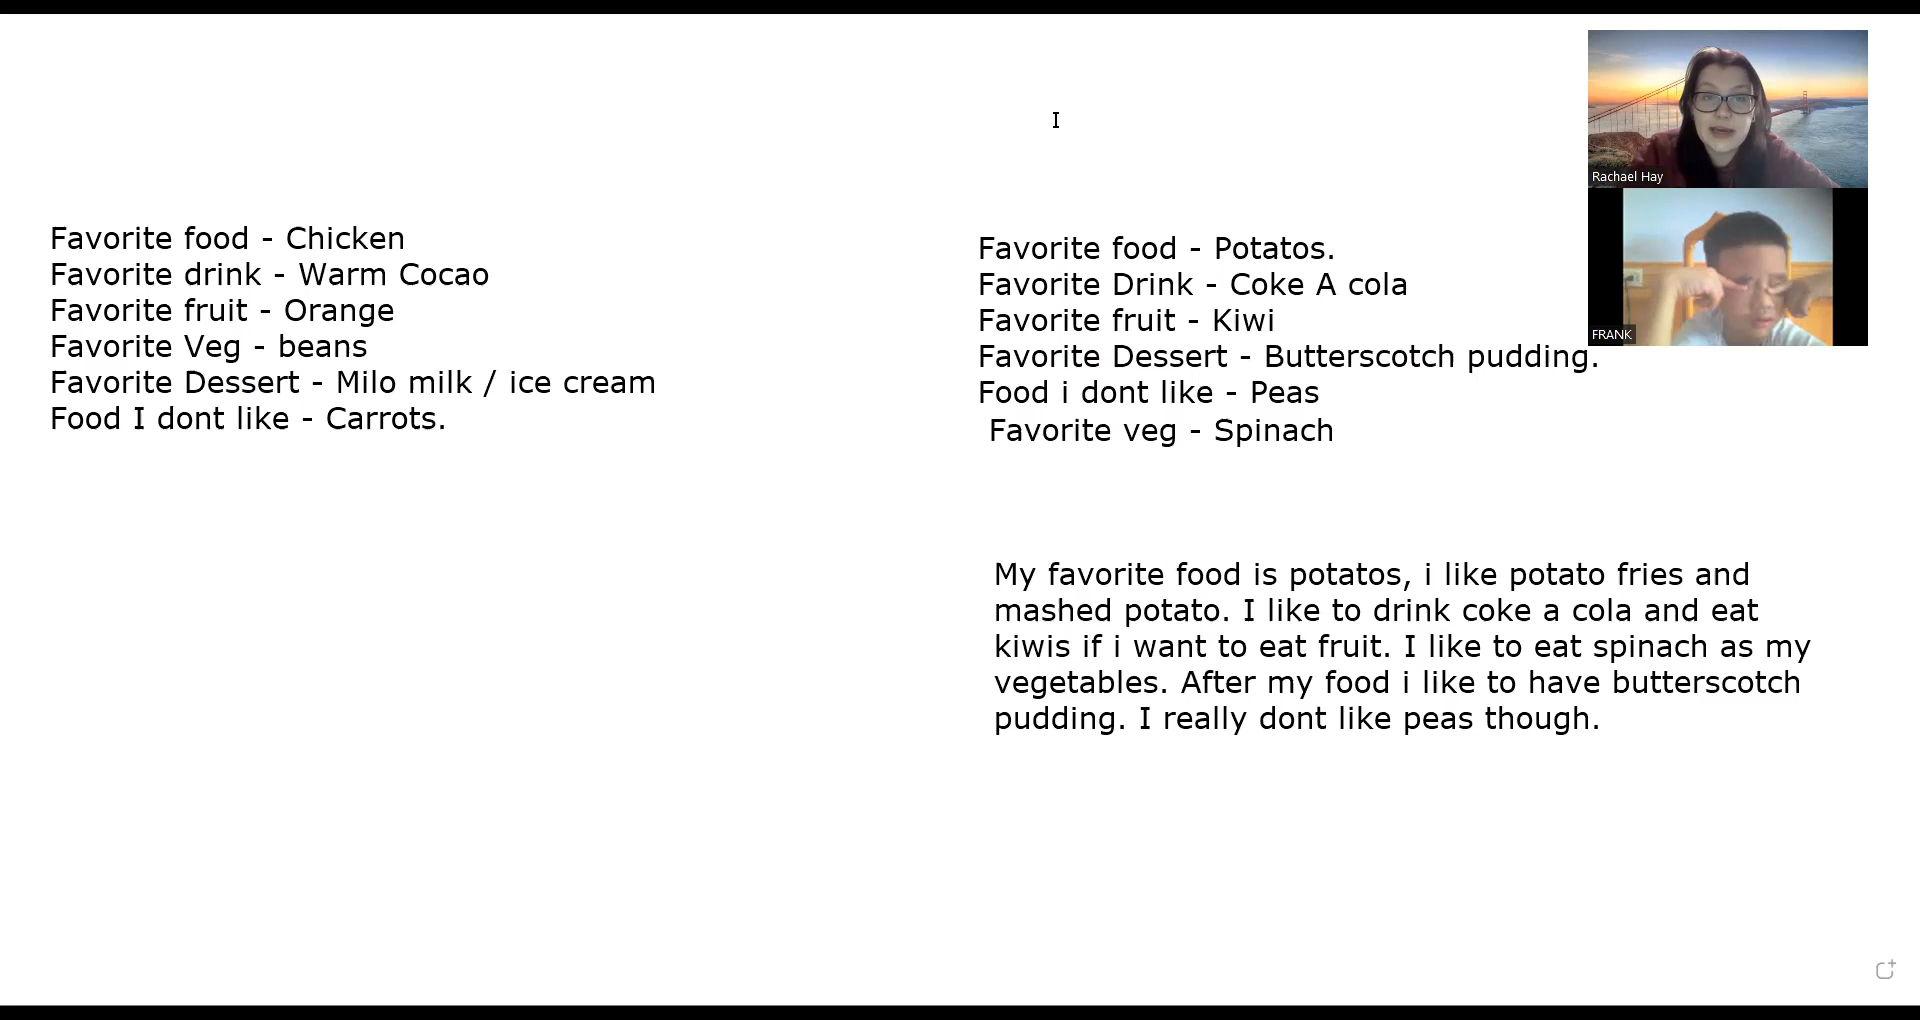 Rachael Hay
FRANK
Favorite food - Chicken
Favorite drink - Warm Cocao
Favorite fruit - Orange
Favorite Veg - beans
Favorite Dessert - Milo milk / ice cream
Food I dont like - Carrots.
Favorite food - Potatos.
Favorite Drink - Coke A cola
Favorite fruit - Kiwi
Favorite Dessert - Butterscotch pudding.
Food i dont like - Peas
Favorite veg - Spinach
My favorite food is potatos, i like potato fries and
mashed potato. I like to drink coke a cola and eat
kiwis if i want to eat fruit. I like to eat spinach as my
vegetables. After my food i like to have butterscotch
pudding. I really dont like peas though.